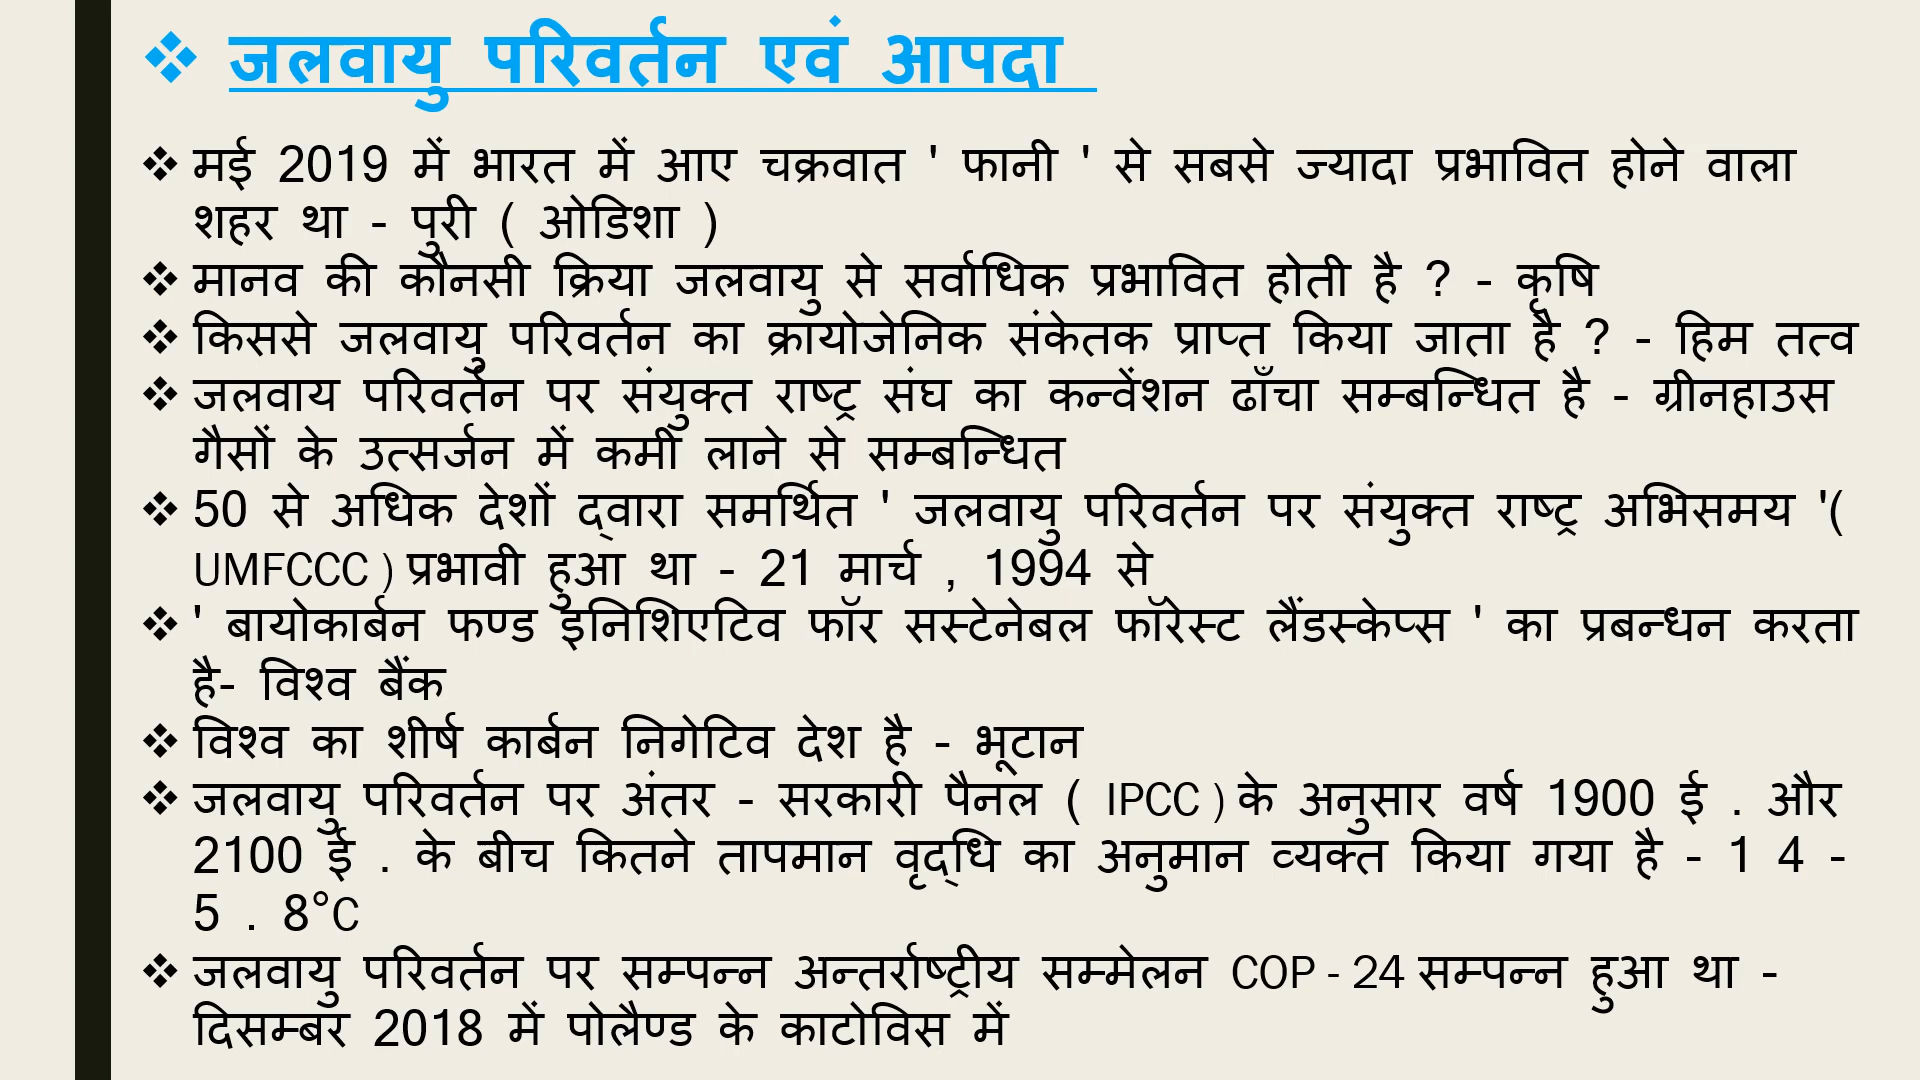 ❖ जलवायु परिवर्तन एवं आपदा
❖ मई 2019 में भारत में आए चक्रवात ' फानी ' से सबसे ज्यादा प्रभावित होने वाला
शहर था - पुरी ( ओडिशा )
❖ मानव की कौनसी क्रिया जलवायु से सर्वाधिक प्रभावित होती है ? - कृषि
❖ किससे जलवायु परिवर्तन का क्रायोजेनिक संकेतक प्राप्त किया जाता है ? - हिम तत्व
❖ जलवाय परिवर्तन पर संयुक्त राष्ट्र संघ का कन्वेंशन ढाँचा सम्बन्धित है - ग्रीनहाउस
गैसों के उत्सर्जन में कमी लाने से सम्बन्धित
❖ 50 से अधिक देशों द्वारा समर्थित ' जलवायु परिवर्तन पर संयुक्त राष्ट्र अभिसमय '(
UMFCCC ) प्रभावी हुआ था - 21 मार्च , 1994 से
❖ ' बायोकार्बन फण्ड इनिशिएटिव फॉर सस्टेनेबल फॉरेस्ट लैंडस्केप्स ' का प्रबन्धन करता
है- विश्व बैंक
❖ विश्व का शीर्ष कार्बन निगेटिव देश है - भूटान
❖ जलवायु परिवर्तन पर अंतर - सरकारी पैनल ( IPCC ) के अनुसार वर्ष 1900 ई . और
2100 ई . के बीच कितने तापमान वृद्धि का अनुमान व्यक्त किया गया है - 1 4 -
5 . 8°C
❖ जलवायु परिवर्तन पर सम्पन्न अन्तर्राष्ट्रीय सम्मेलन COP - 24 सम्पन्न हुआ था -
दिसम्बर 2018 में पोलैण्ड के काटोविस में